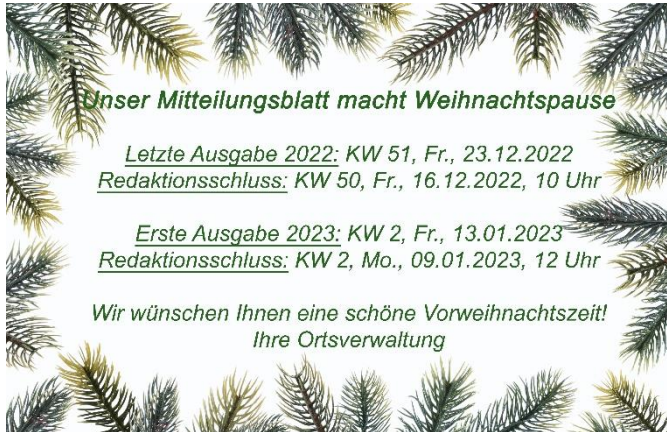 Unser Mitteilungsblatt macht Weihnachtspause
Letzte Ausgabe 2022: KW 51, Fr., 23.12.2022
Redaktionsschluss: KW 50, Fr., 16.12.2022, 10 Uhr
Erste Ausgabe 2023: KW 2, Fr., 13.01.2023
Redaktionsschluss: KW 2, Mo., 09.01.2023, 12 Uhr
Wir wünschen Ihnen eine schöne Vorweihnachtszeit!
Ihre Ortsverwaltung